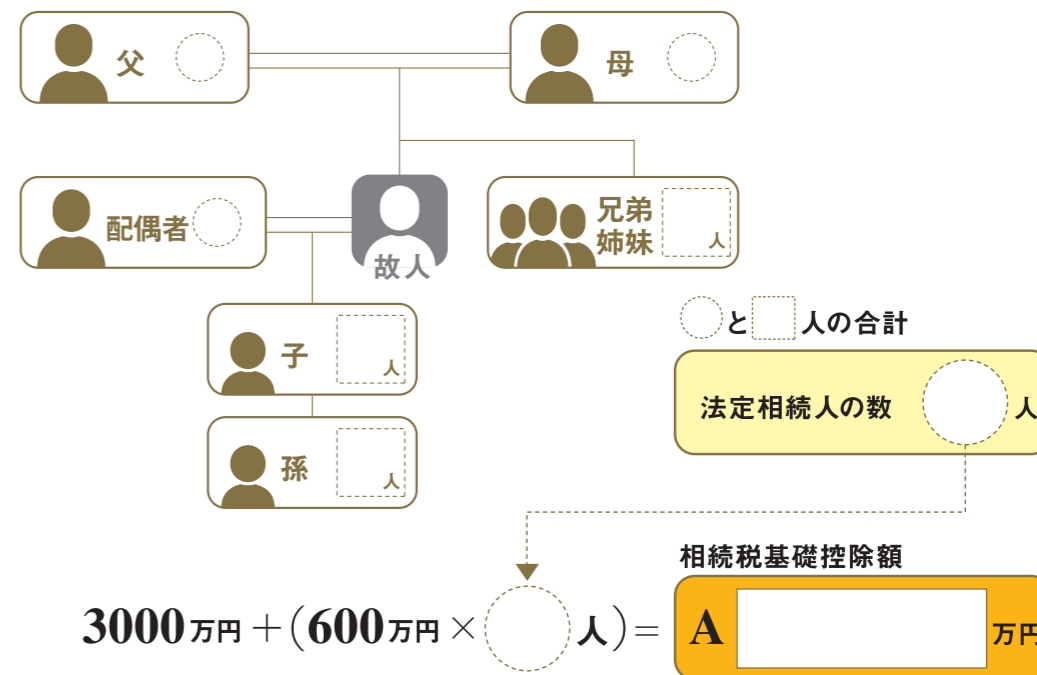 父
母
配偶者
故人
兄弟
姉妹
人
子
人
孫
人
と 人の合計
法定相続人の数 人
相続税基礎控除額
3000万円+(600万円× 人)= A 万円